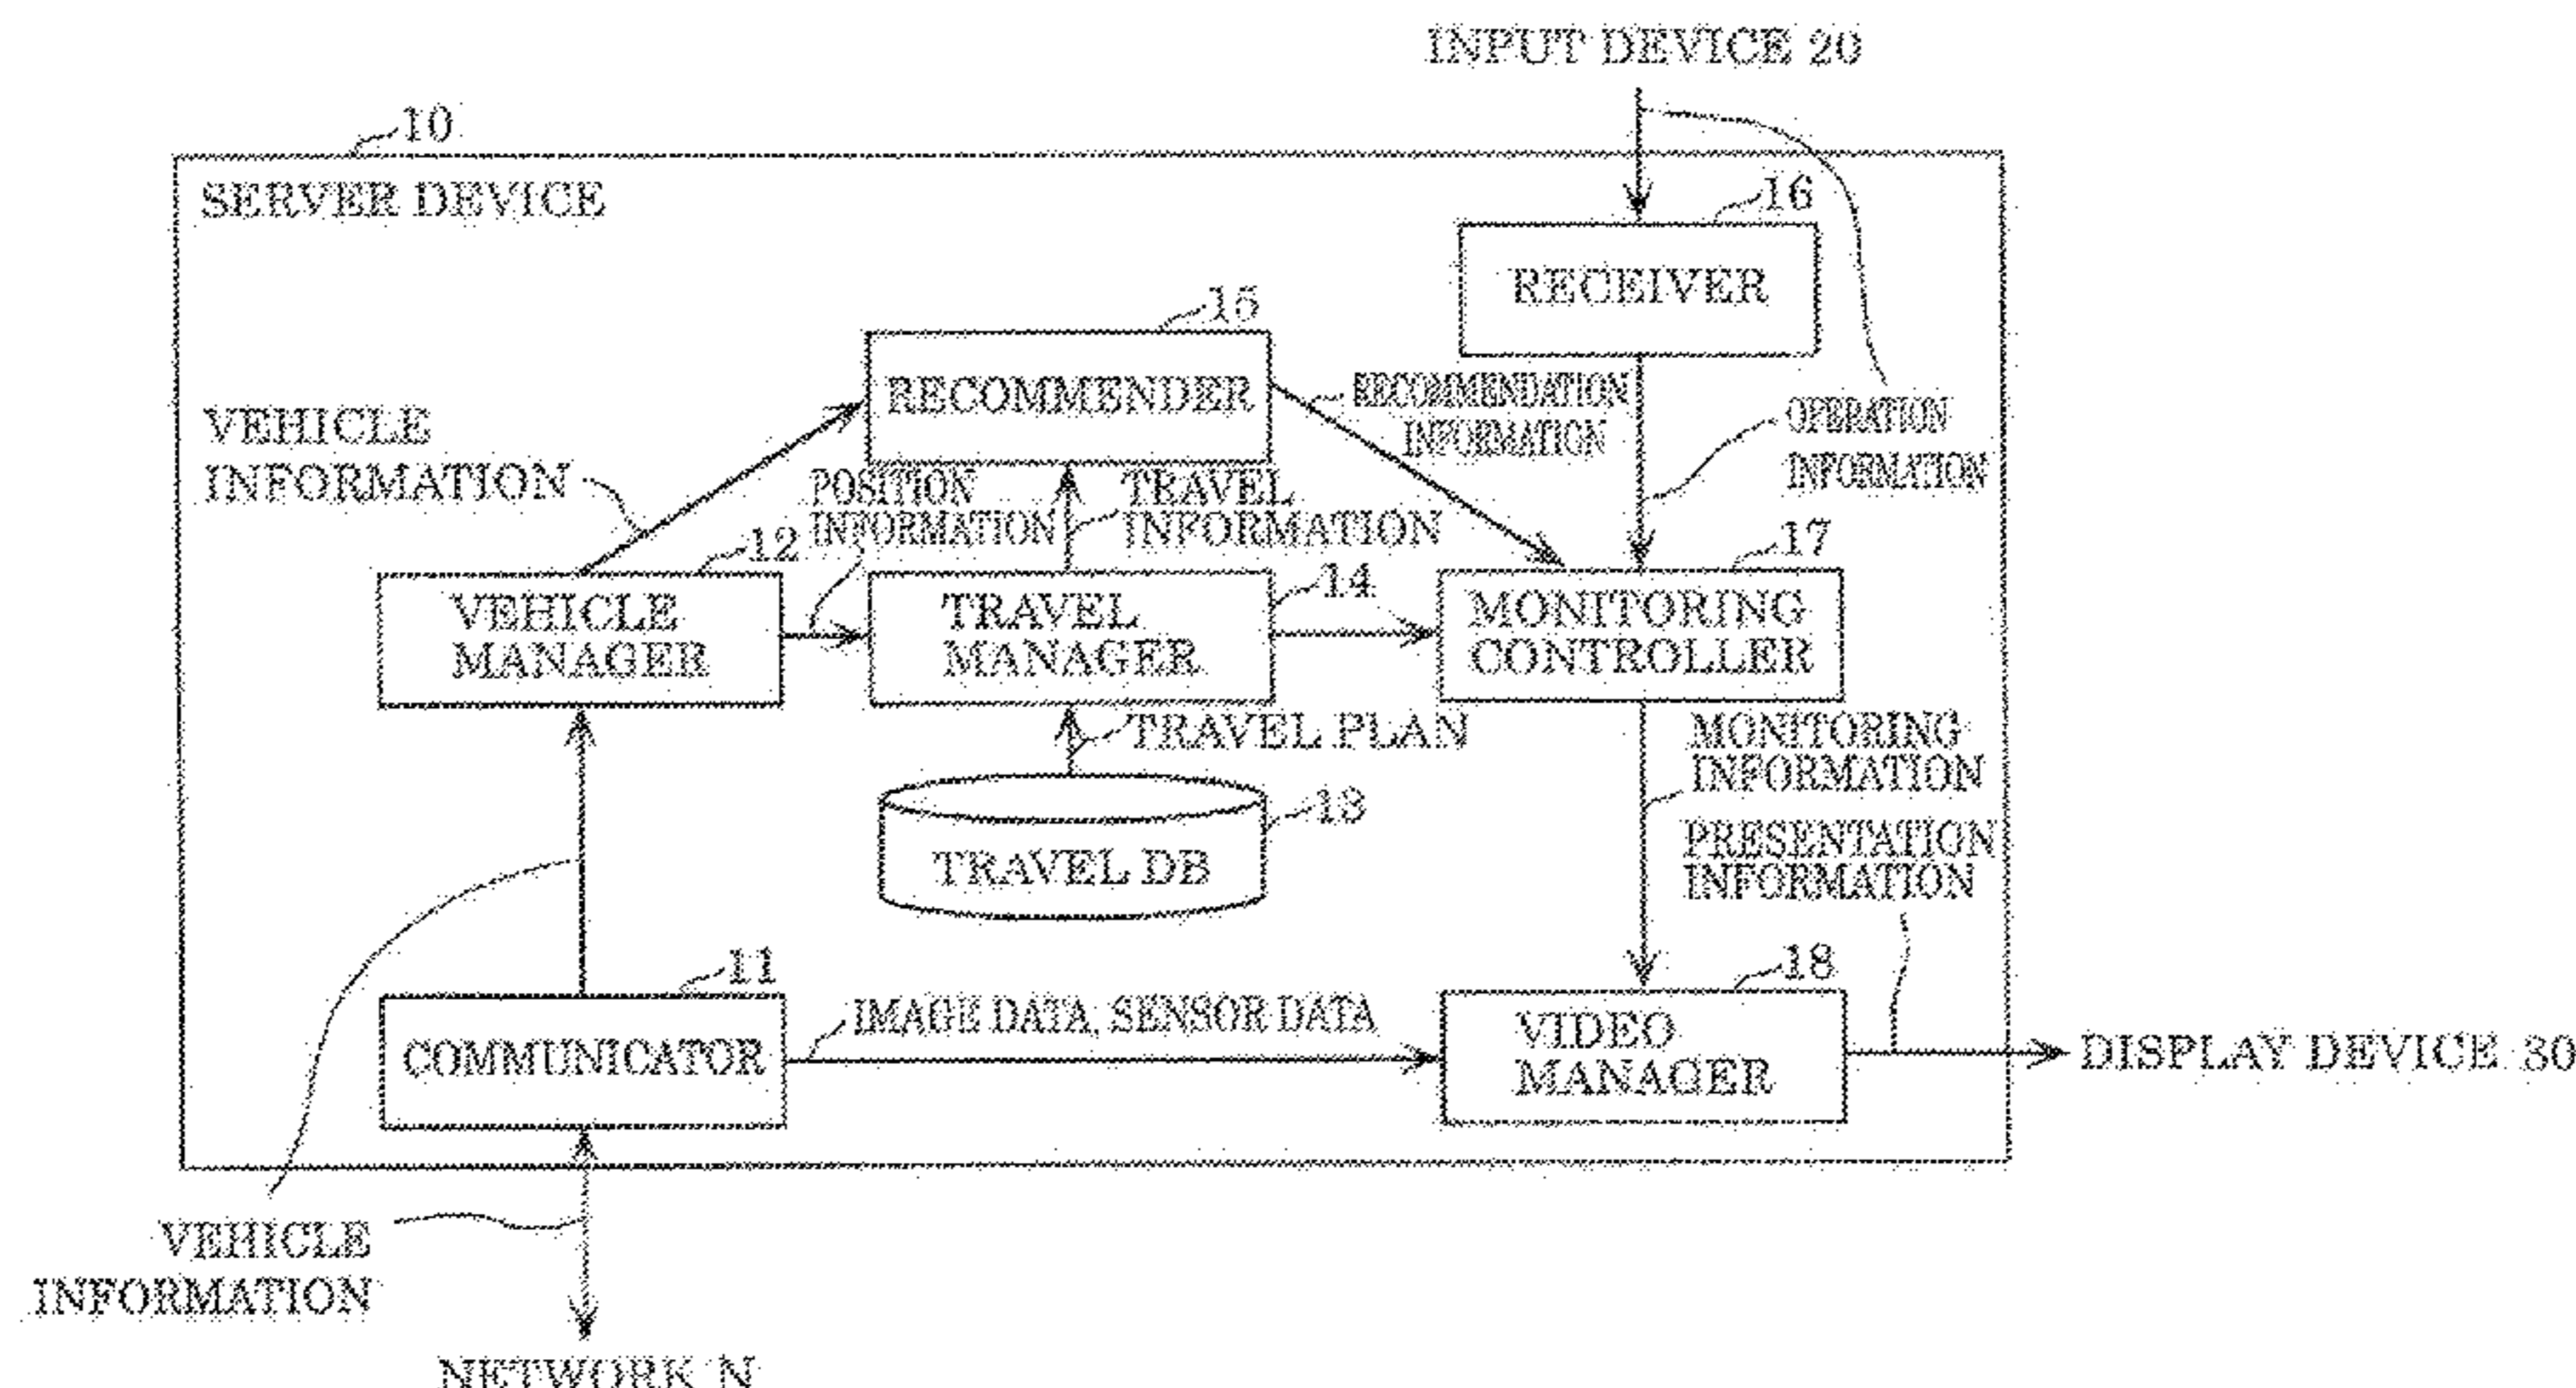 INPUT DEVICE 20
10
SERVER DEVICE
16
RECEIVER
15
RECOMMENDER
RECOMMENDATION
INFORMATION
OPERATION
INFORMATION
VEHICLE
INFORMATION
POSITION
INFORMATION
TRAVEL
INFORMATION
12
VEHICLE
MANAGER
14
TRAVEL
MANAGER
17
MONITORING
CONTROLLER
TRAVEL PLAN
MONITORING
INFORMATION
13
TRAVEL DB
PRESENTATION
INFORMATION
11
COMMUNICATOR
IMAGE DATA, SENSOR DATA
18
VIDEO
MANAGER
DISPLAY DEVICE 30
VEHICLE
INFORMATION
NETWORK N